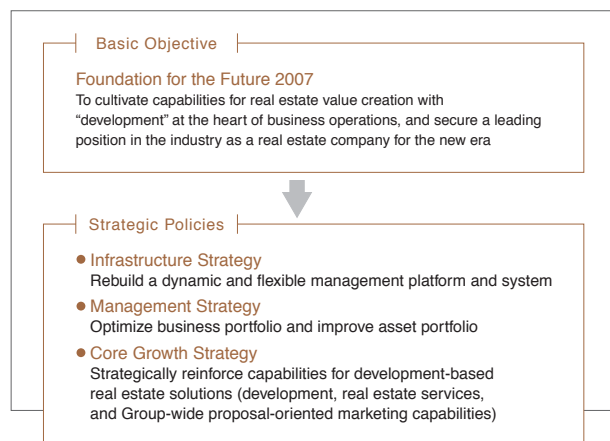 Basic Objective
Foundation for the Future 2007
To cultivate capabilities for real estate value creation with
“development” at the heart of business operations, and secure a leading
position in the industry as a real estate company for the new era
Strategic Policies
● Infrastructure Strategy
Rebuild a dynamic and flexible management platform and system
● Management Strategy
Optimize business portfolio and improve asset portfolio
● Core Growth Strategy
Strategically reinforce capabilities for development-based
real estate solutions (development, real estate services,
and Group-wide proposal-oriented marketing capabilities)